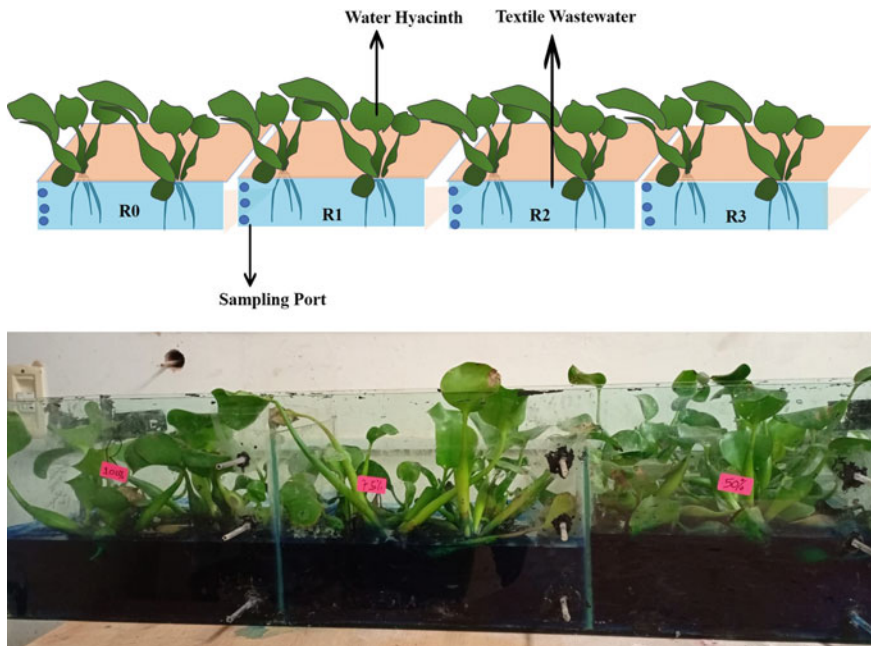 Water Hyacinth
Textile Wastewater
R0
R1
R2
R3
Sampling Port
100%
75%
50%